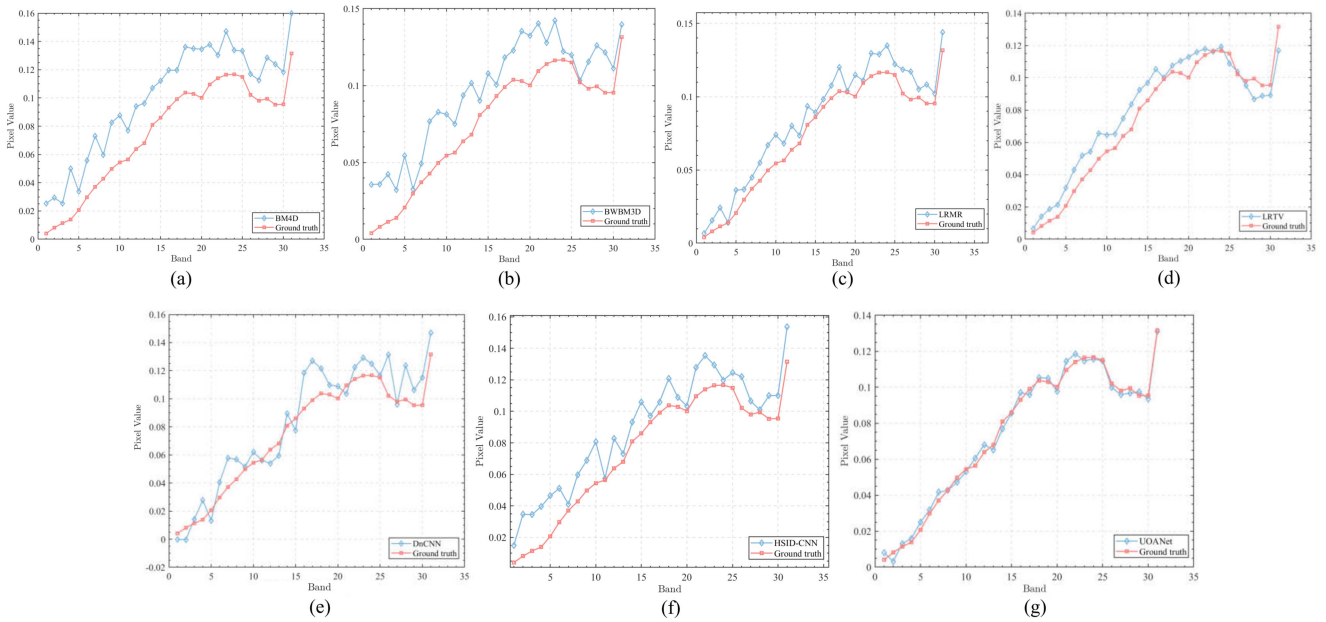 0.16
0.14
0.12
0.1
0.08
0.06
0.04
0.02
0
Pixel Value
0 5 10 15 20 25 30 35
Band
BM4D
Ground truth
(a)
0.15
0.1
0.05
0
Pixel Value
0 5 10 15 20 25 30 35
Band
BWBM3D
Ground truth
(b)
0.15
0.1
0.05
0
Pixel Value
0 5 10 15 20 25 30
Band
LRMR
Ground truth
(c)
0.14
0.12
0.1
0.08
0.06
0.04
0.02
0
Pixel Value
0 5 10 15 20 25 30 35
Band
LRTV
Ground truth
(d)
0.16
0.14
0.12
0.1
0.08
0.06
0.04
0.02
0
-0.02
Pixel Value
0 5 10 15 20 25 30 35
Band
DnCNN
Ground truth
(e)
0.16
0.14
0.12
0.1
0.08
0.06
0.04
0.02
Pixel Value
5 10 15 20 25 30 35
Band
HSID-CNN
Ground truth
(f)
0.14
0.12
0.1
0.08
0.06
0.04
0.02
0
Pixel Value
0 5 10 15 20 25 30 35
Band
UOANet
Ground truth
(g)